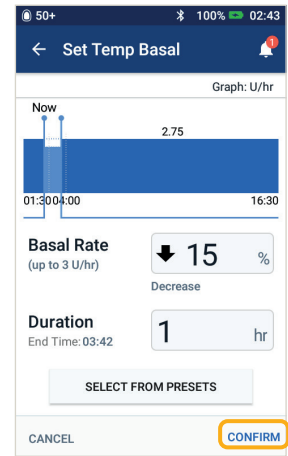 50+ 100% 02:43
← Set Temp Basal 1
Graph: U/hr
Now
2.75
01:30 04:00 16:30
Basal Rate
(up to 3 U/hr)
15 %
Decrease
Duration
End Time: 03:42
1 hr
SELECT FROM PRESETS
CANCEL CONFIRM